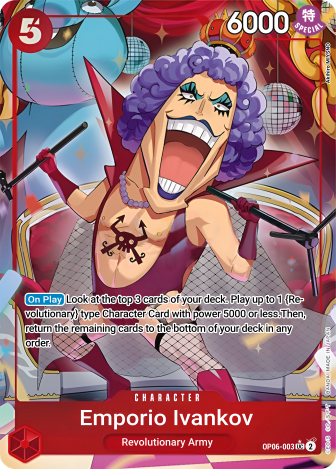 5
6000
特
SPECIAL
On Play Look at the top 3 cards of your deck. Play up to 1 {Re-
volutionary} type Character Card with power 5000 or less.Then,
return the remaining cards to the bottom of your deck in any
order.
CHARACTER
Emporio Ivankov
Revolutionary Army
OP06-003 UC 2